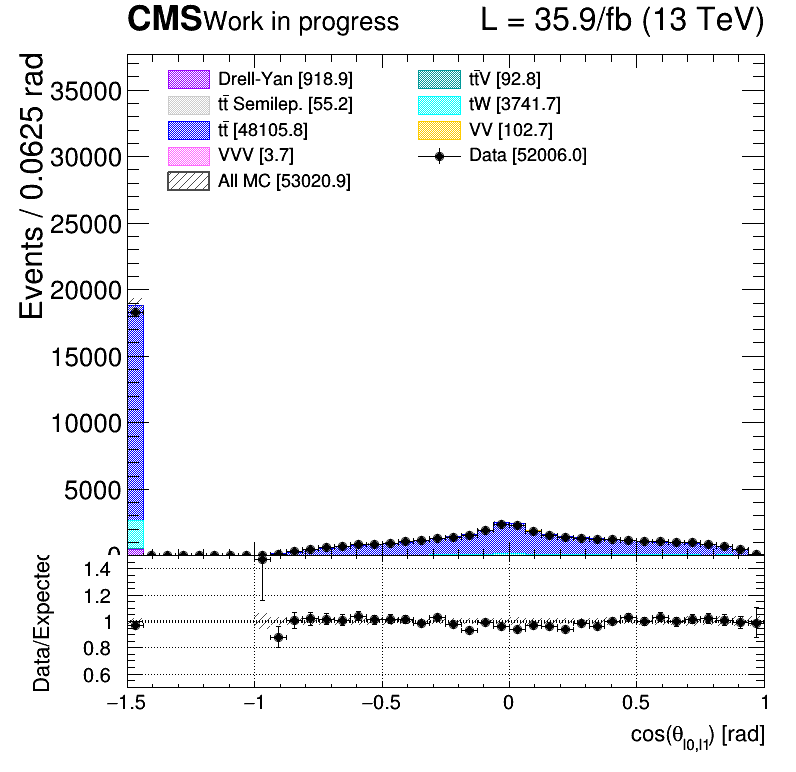 CMS Work in progress L = 35.9/fb (13 TeV)
Events / 0.0625 rad
Drell-Yan [918.9] tt̄V [92.8]
tt̄ Semilep. [55.2] tW [3741.7]
tt̄ [48105.8] VV [102.7]
VVV [3.7] Data [52006.0]
All MC [53020.9]
35000
30000
25000
20000
15000
10000
5000
0
Data/Expected
1.4
1.2
1
0.8
0.6
−1.5 −1 −0.5 0 0.5 1
cos(θ_l0,l1) [rad]